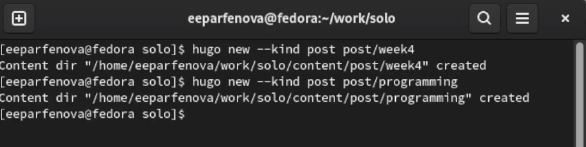 eeparfenova@fedora:~/work/solo
[eeparfenova@fedora solo]$ hugo new --kind post post/week4
Content dir "/home/eeparfenova/work/solo/content/post/week4" created
[eeparfenova@fedora solo]$ hugo new --kind post post/programming
Content dir "/home/eeparfenova/work/solo/content/post/programming" created
[eeparfenova@fedora solo]$